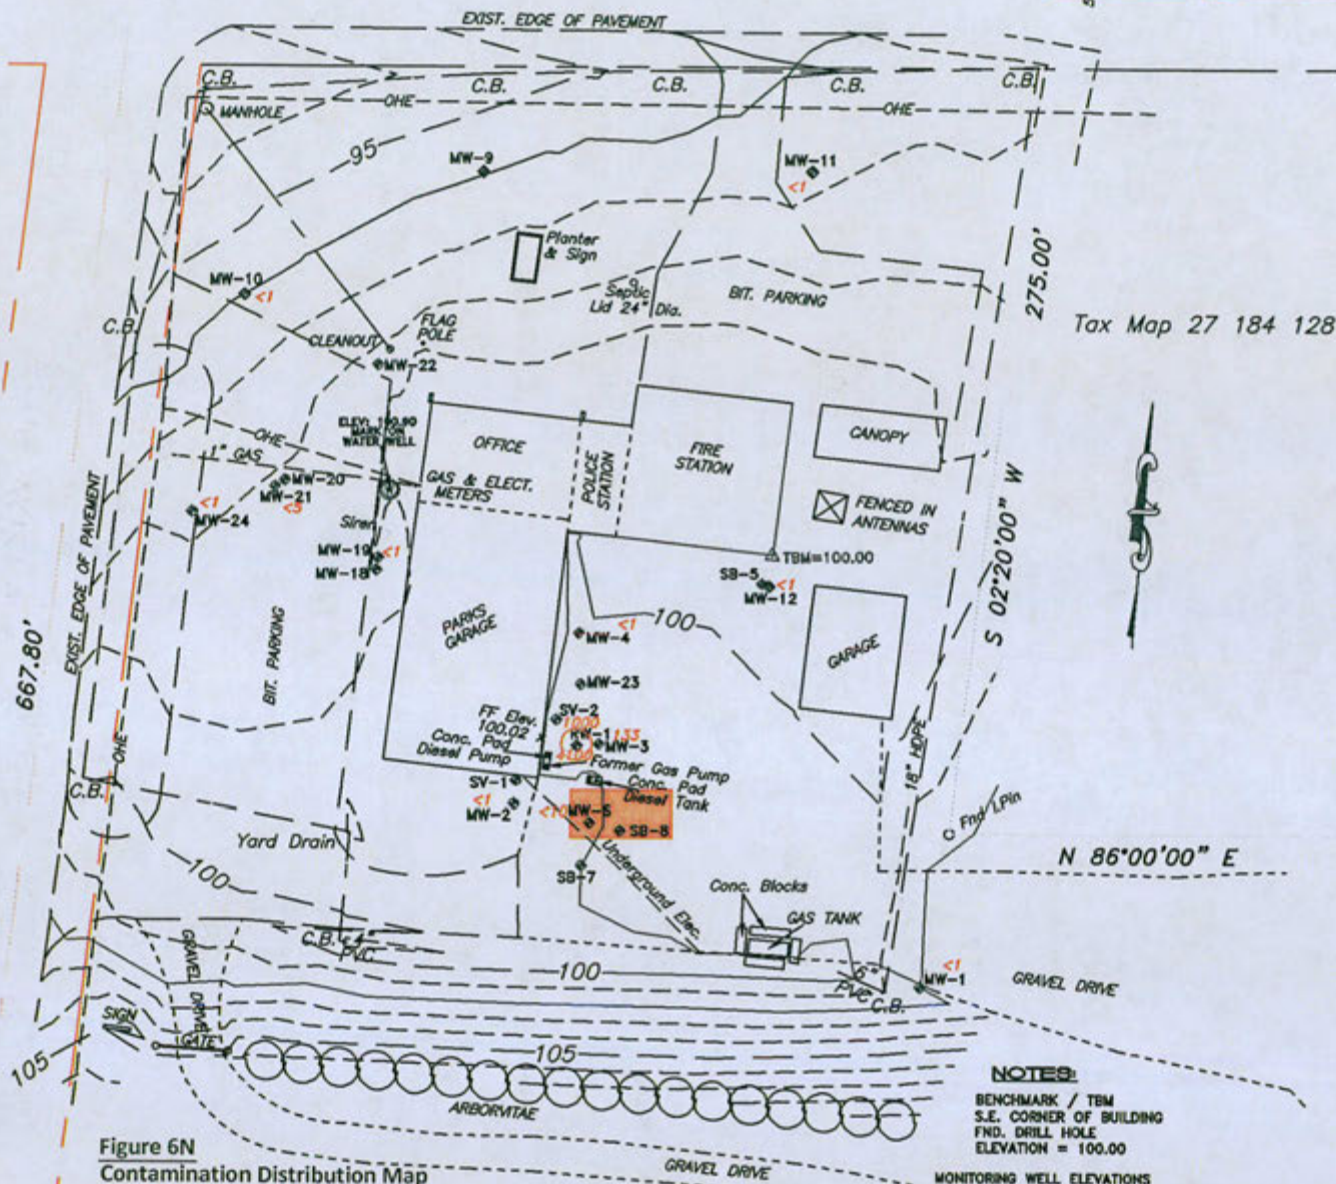 EXIST. EDGE OF PAVEMENT
C.B.
C.B.
C.B.
C.B.
C.B.
MANHOLE
OHE
OHE
95
MW-9
MW-11
<1
Planter
& Sign
MW-10
<1
Septic
Lid 24" Dia.
BIT. PARKING
275.00'
Tax Map 27 184 128
C.B.
FLAG
POLE
CLEANOUT
MW-22
WATER WELL
OHE
1" GAS
OFFICE
GAS & ELECT.
METERS
POLICE
STATION
FIRE
STATION
CANOPY
FENCED IN
ANTENNAS
S 02°20'00" W
MW-20
MW-21
<5
<1
MW-24
Siren
MW-19
<1
MW-18
TBM=100.00
SB-5
<1
MW-12
EXIST. EDGE OF PAVEMENT
667.80'
BIT. PARKING
PARKS
GARAGE
MW-4
<1
100
GARAGE
MW-23
SV-2
FF Elev.
100.02
1000
RW-1
133
MW-3
Conc. Pad
Diesel Pump
Former Gas Pump
Conc. Pad
Diesel Tank
18" HDPE
OHE
C.B.
SV-1
<1
MW-2
MW-6
SB-8
Fnd I.Pin
Yard Drain
N 86°00'00" E
SB-7
Underground Elec.
100
Conc. Blocks
GAS TANK
C.B.
PVC
100
6"
PVC
C.B.
<1
MW-1
GRAVEL DRIVE
GRAVEL DRIVE
SIGN
GATE
105
105
ARBORVITAE
GRAVEL DRIVE
NOTES:
BENCHMARK / TBM
S.E. CORNER OF BUILDING
FND. DRILL HOLE
ELEVATION = 100.00
MONITORING WELL ELEVATIONS
Figure 6N
Contamination Distribution Map